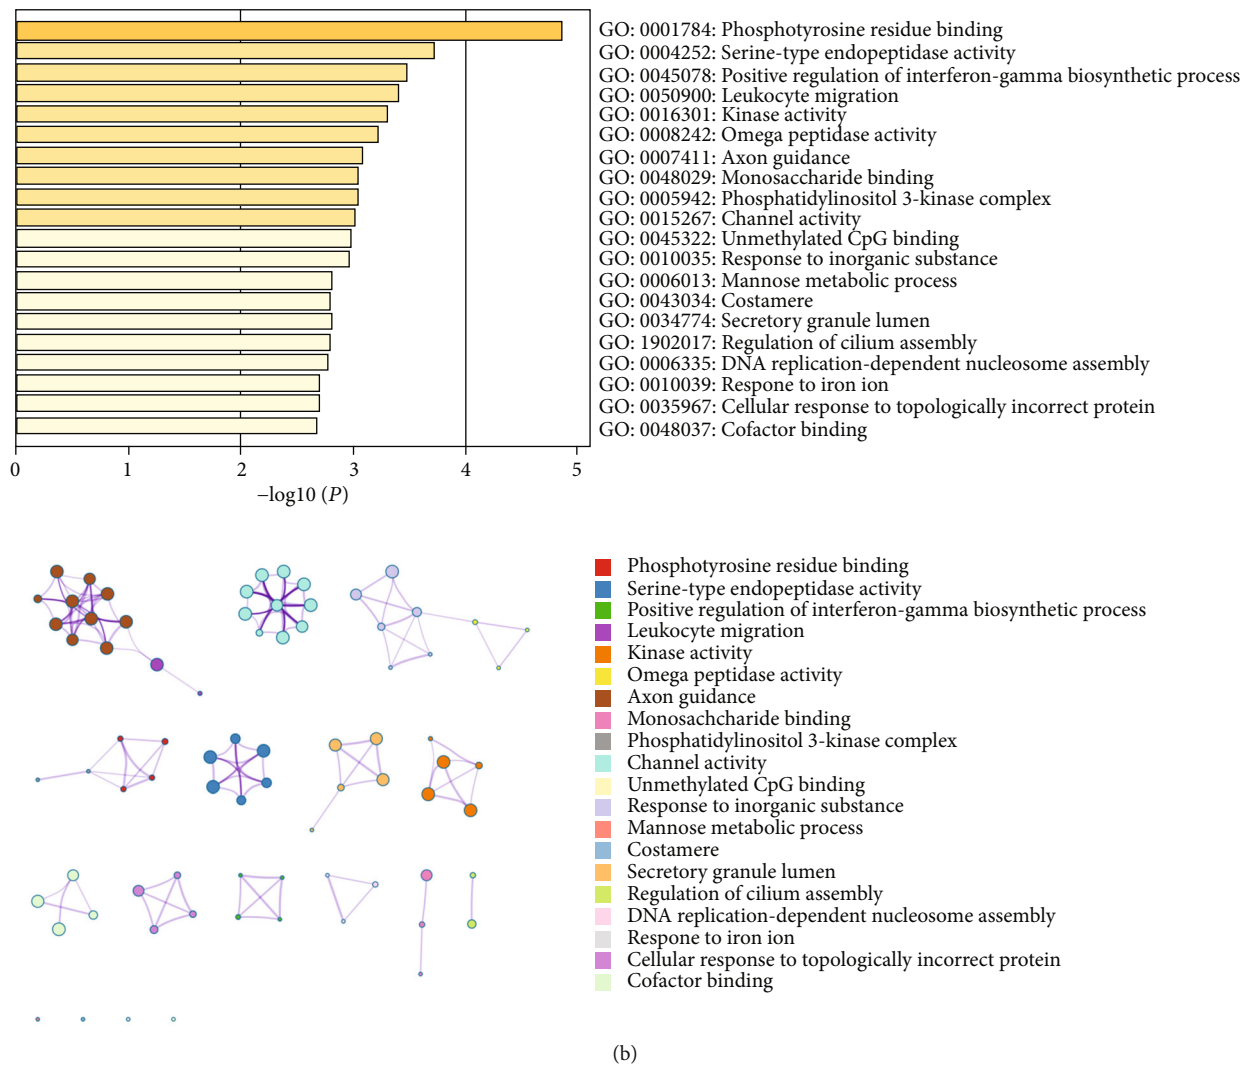 GO: 0001784: Phosphotyrosine residue binding
GO: 0004252: Serine-type endopeptidase activity
GO: 0045078: Positive regulation of interferon-gamma biosynthetic process
GO: 0050900: Leukocyte migration
GO: 0016301: Kinase activity
GO: 0008242: Omega peptidase activity
GO: 0007411: Axon guidance
GO: 0048029: Monosaccharide binding
GO: 0005942: Phosphatidylinositol 3-kinase complex
GO: 0015267: Channel activity
GO: 0045322: Unmethylated CpG binding
GO: 0010035: Response to inorganic substance
GO: 0006013: Mannose metabolic process
GO: 0043034: Costamere
GO: 0034774: Secretory granule lumen
GO: 1902017: Regulation of cilium assembly
GO: 0006335: DNA replication-dependent nucleosome assembly
GO: 0010039: Respone to iron ion
GO: 0035967: Cellular response to topologically incorrect protein
GO: 0048037: Cofactor binding
0 1 2 3 4 5
−log10 (P)
Phosphotyrosine residue binding
Serine-type endopeptidase activity
Positive regulation of interferon-gamma biosynthetic process
Leukocyte migration
Kinase activity
Omega peptidase activity
Axon guidance
Monosachcharide binding
Phosphatidylinositol 3-kinase complex
Channel activity
Unmethylated CpG binding
Response to inorganic substance
Mannose metabolic process
Costamere
Secretory granule lumen
Regulation of cilium assembly
DNA replication-dependent nucleosome assembly
Respone to iron ion
Cellular response to topologically incorrect protein
Cofactor binding
(b)